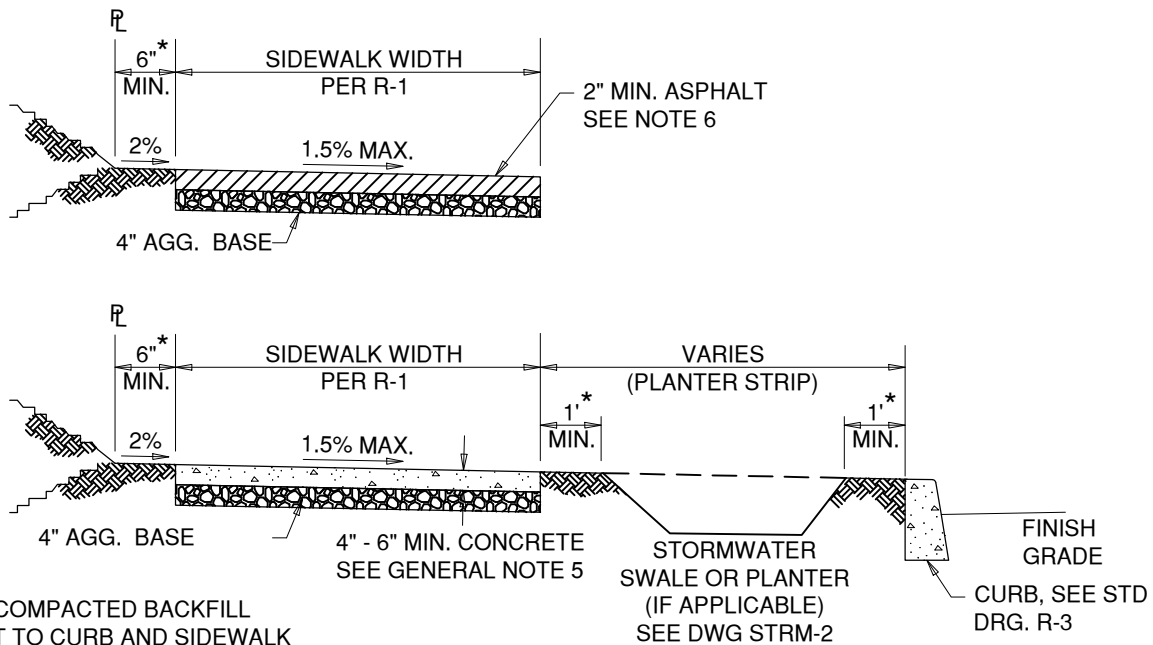 ℄
6"*
MIN.
SIDEWALK WIDTH
PER R-1
2" MIN. ASPHALT
SEE NOTE 6
2%
1.5% MAX.
4" AGG. BASE
PL
6"*
MIN.
SIDEWALK WIDTH
PER R-1
VARIES
(PLANTER STRIP)
1'*
MIN.
1'*
MIN.
2%
1.5% MAX.
4" AGG. BASE
4" - 6" MIN. CONCRETE
SEE GENERAL NOTE 5
STORMWATER
SWALE OR PLANTER
(IF APPLICABLE)
SEE DWG STRM-2
FINISH
GRADE
CURB, SEE STD
DRG. R-3
COMPACTED BACKFILL
TO CURB AND SIDEWALK